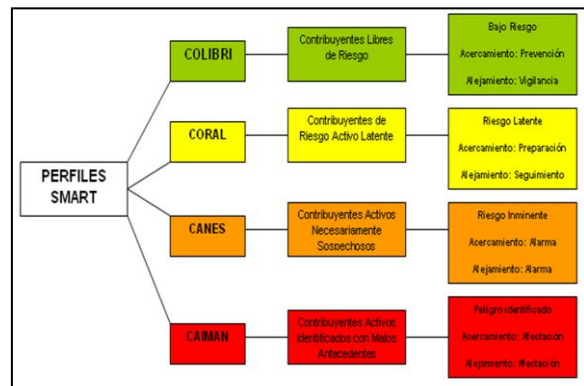 PERFILES
SMART
COLIBRI
Contribuyentes Libres
de Riesgo
Bajo Riesgo
Acercamiento: Prevención
Alejamiento: Vigilancia
CORAL
Contribuyentes de
Riesgo Activo Latente
Riesgo Latente
Acercamiento: Preparación
Alejamiento: Seguimiento
CANES
Contribuyentes Activos
Necesariamente
Sospechosos
Riesgo Inminente
Acercamiento: Alarma
Alejamiento: Alarma
CAIMAN
Contribuyentes Activos
Identificados con Malos
Antecedentes
Peligro identificado
Acercamiento: Afectación
Alejamiento: Afectación